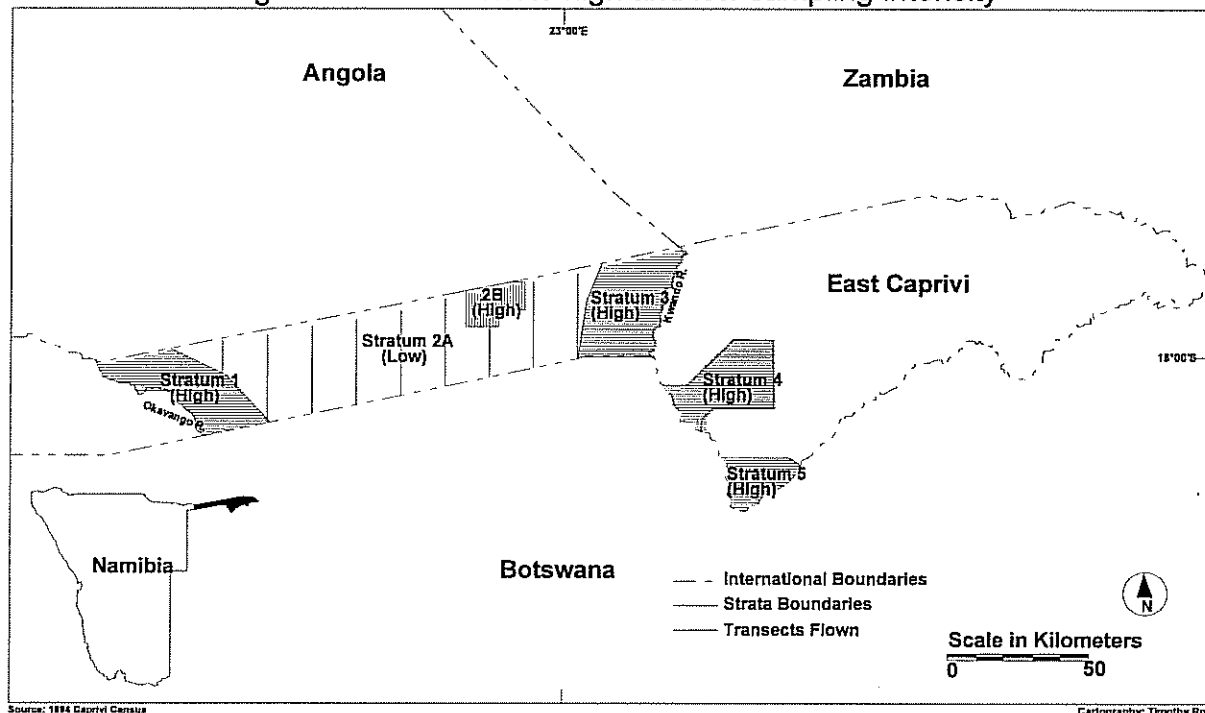 23°00'E
Angola
Zambia
East Caprivi
2B
(High)
Stratum 3
(High)
Kwando R.
Stratum 2A
(Low)
18°00'S
Stratum 1
(High)
Okavango R.
Stratum 4
(High)
Stratum 5
(High)
Namibia
Botswana
International Boundaries
Strata Boundaries
Transects Flown
N
Scale in Kilometers
0 50
Source: 1994 Caprivi Census
Cartography: Timothy